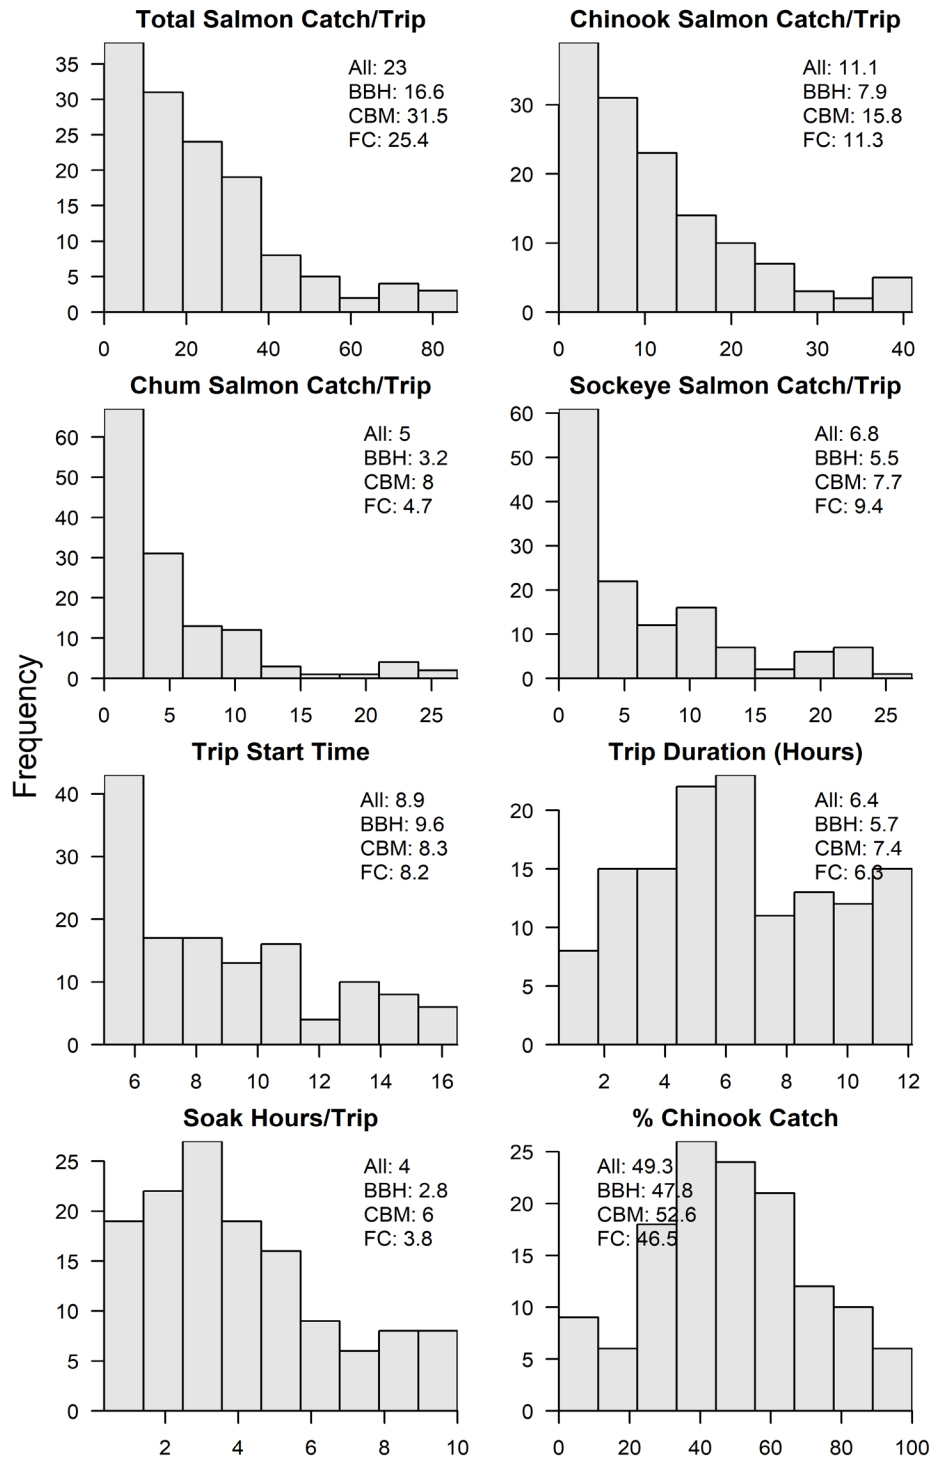 Total Salmon Catch/Trip
35
30
25
20
15
10
5
0
All: 23
BBH: 16.6
CBM: 31.5
FC: 25.4
0 20 40 60 80
Chinook Salmon Catch/Trip
30
20
10
0
All: 11.1
BBH: 7.9
CBM: 15.8
FC: 11.3
0 10 20 30 40
Chum Salmon Catch/Trip
60
50
40
30
20
10
0
All: 5
BBH: 3.2
CBM: 8
FC: 4.7
0 5 10 15 20 25
Sockeye Salmon Catch/Trip
60
50
40
30
20
10
0
All: 6.8
BBH: 5.5
CBM: 7.7
FC: 9.4
0 5 10 15 20 25
Frequency
Trip Start Time
40
30
20
10
0
All: 8.9
BBH: 9.6
CBM: 8.3
FC: 8.2
6 8 10 12 14 16
Trip Duration (Hours)
20
15
10
5
0
All: 6.4
BBH: 5.7
CBM: 7.4
FC: 6.3
2 4 6 8 10 12
Soak Hours/Trip
25
20
15
10
5
0
All: 4
BBH: 2.8
CBM: 6
FC: 3.8
2 4 6 8 10
% Chinook Catch
25
20
15
10
5
0
All: 49.3
BBH: 47.8
CBM: 52.6
FC: 46.5
0 20 40 60 80 100